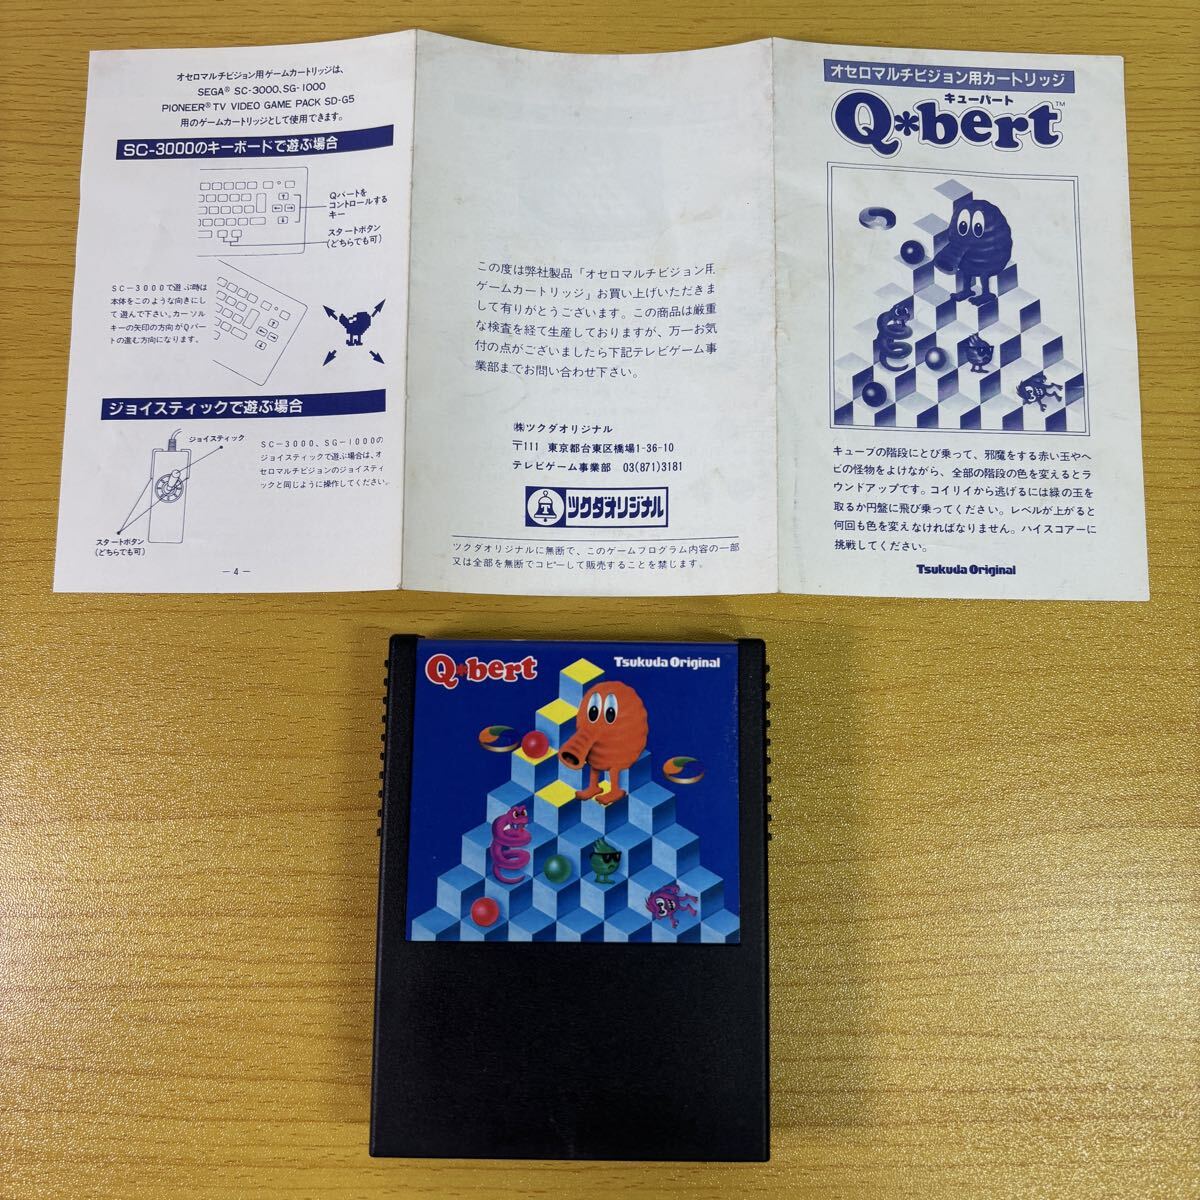 オセロマルチビジョン用ゲームカートリッジは、
SEGA® SC-3000、SG-1000
PIONEER® TV VIDEO GAME PACK SD-G5
用のゲームカートリッジとして使用できます。
SC-3000のキーボードで遊ぶ場合
Qバートを
コントロールする
キー
スタートボタン
(どちらでも可)
SC-3000で遊ぶ時は
本体をこのような向きにし
て遊んで下さい。カーソル
キーの矢印の方向がQバー
トの進む方向になります。
ジョイスティックで遊ぶ場合
ジョイスティック
SC-3000、SG-1000の
ジョイスティックで遊ぶ場合は、オ
セロマルチビジョンのジョイスティ
ックと同じように操作してください。
スタートボタン
(どちらでも可)
— 4 —
この度は弊社製品「オセロマルチビジョン用
ゲームカートリッジ」お買い上げいただきま
して有りがとうございます。この商品は厳重
な検査を経て生産しておりますが、万一お気
付の点がございましたら下記テレビゲーム事
業部までお問い合わせ下さい。
㈱ツクダオリジナル
〒111 東京都台東区橋場1-36-10
テレビゲーム事業部 03(871)3181
ツクダオリジナル
ツクダオリジナルに無断で、このゲームプログラム内容の一部
又は全部を無断でコピーして販売することを禁じます。
オセロマルチビジョン用カートリッジ
キューバート
Q*bert™
キューブの階段にとび乗って、邪魔をする赤い玉やヘ
ビの怪物をよけながら、全部の階段の色を変えるとラ
ウンドアップです。コイリイから逃げるには緑の玉を
取るか円盤に飛び乗ってください。レベルが上がると
何回も色を変えなければなりません。ハイスコアーに
挑戦してください。
Tsukuda Original
Q*bert
Tsukuda Original